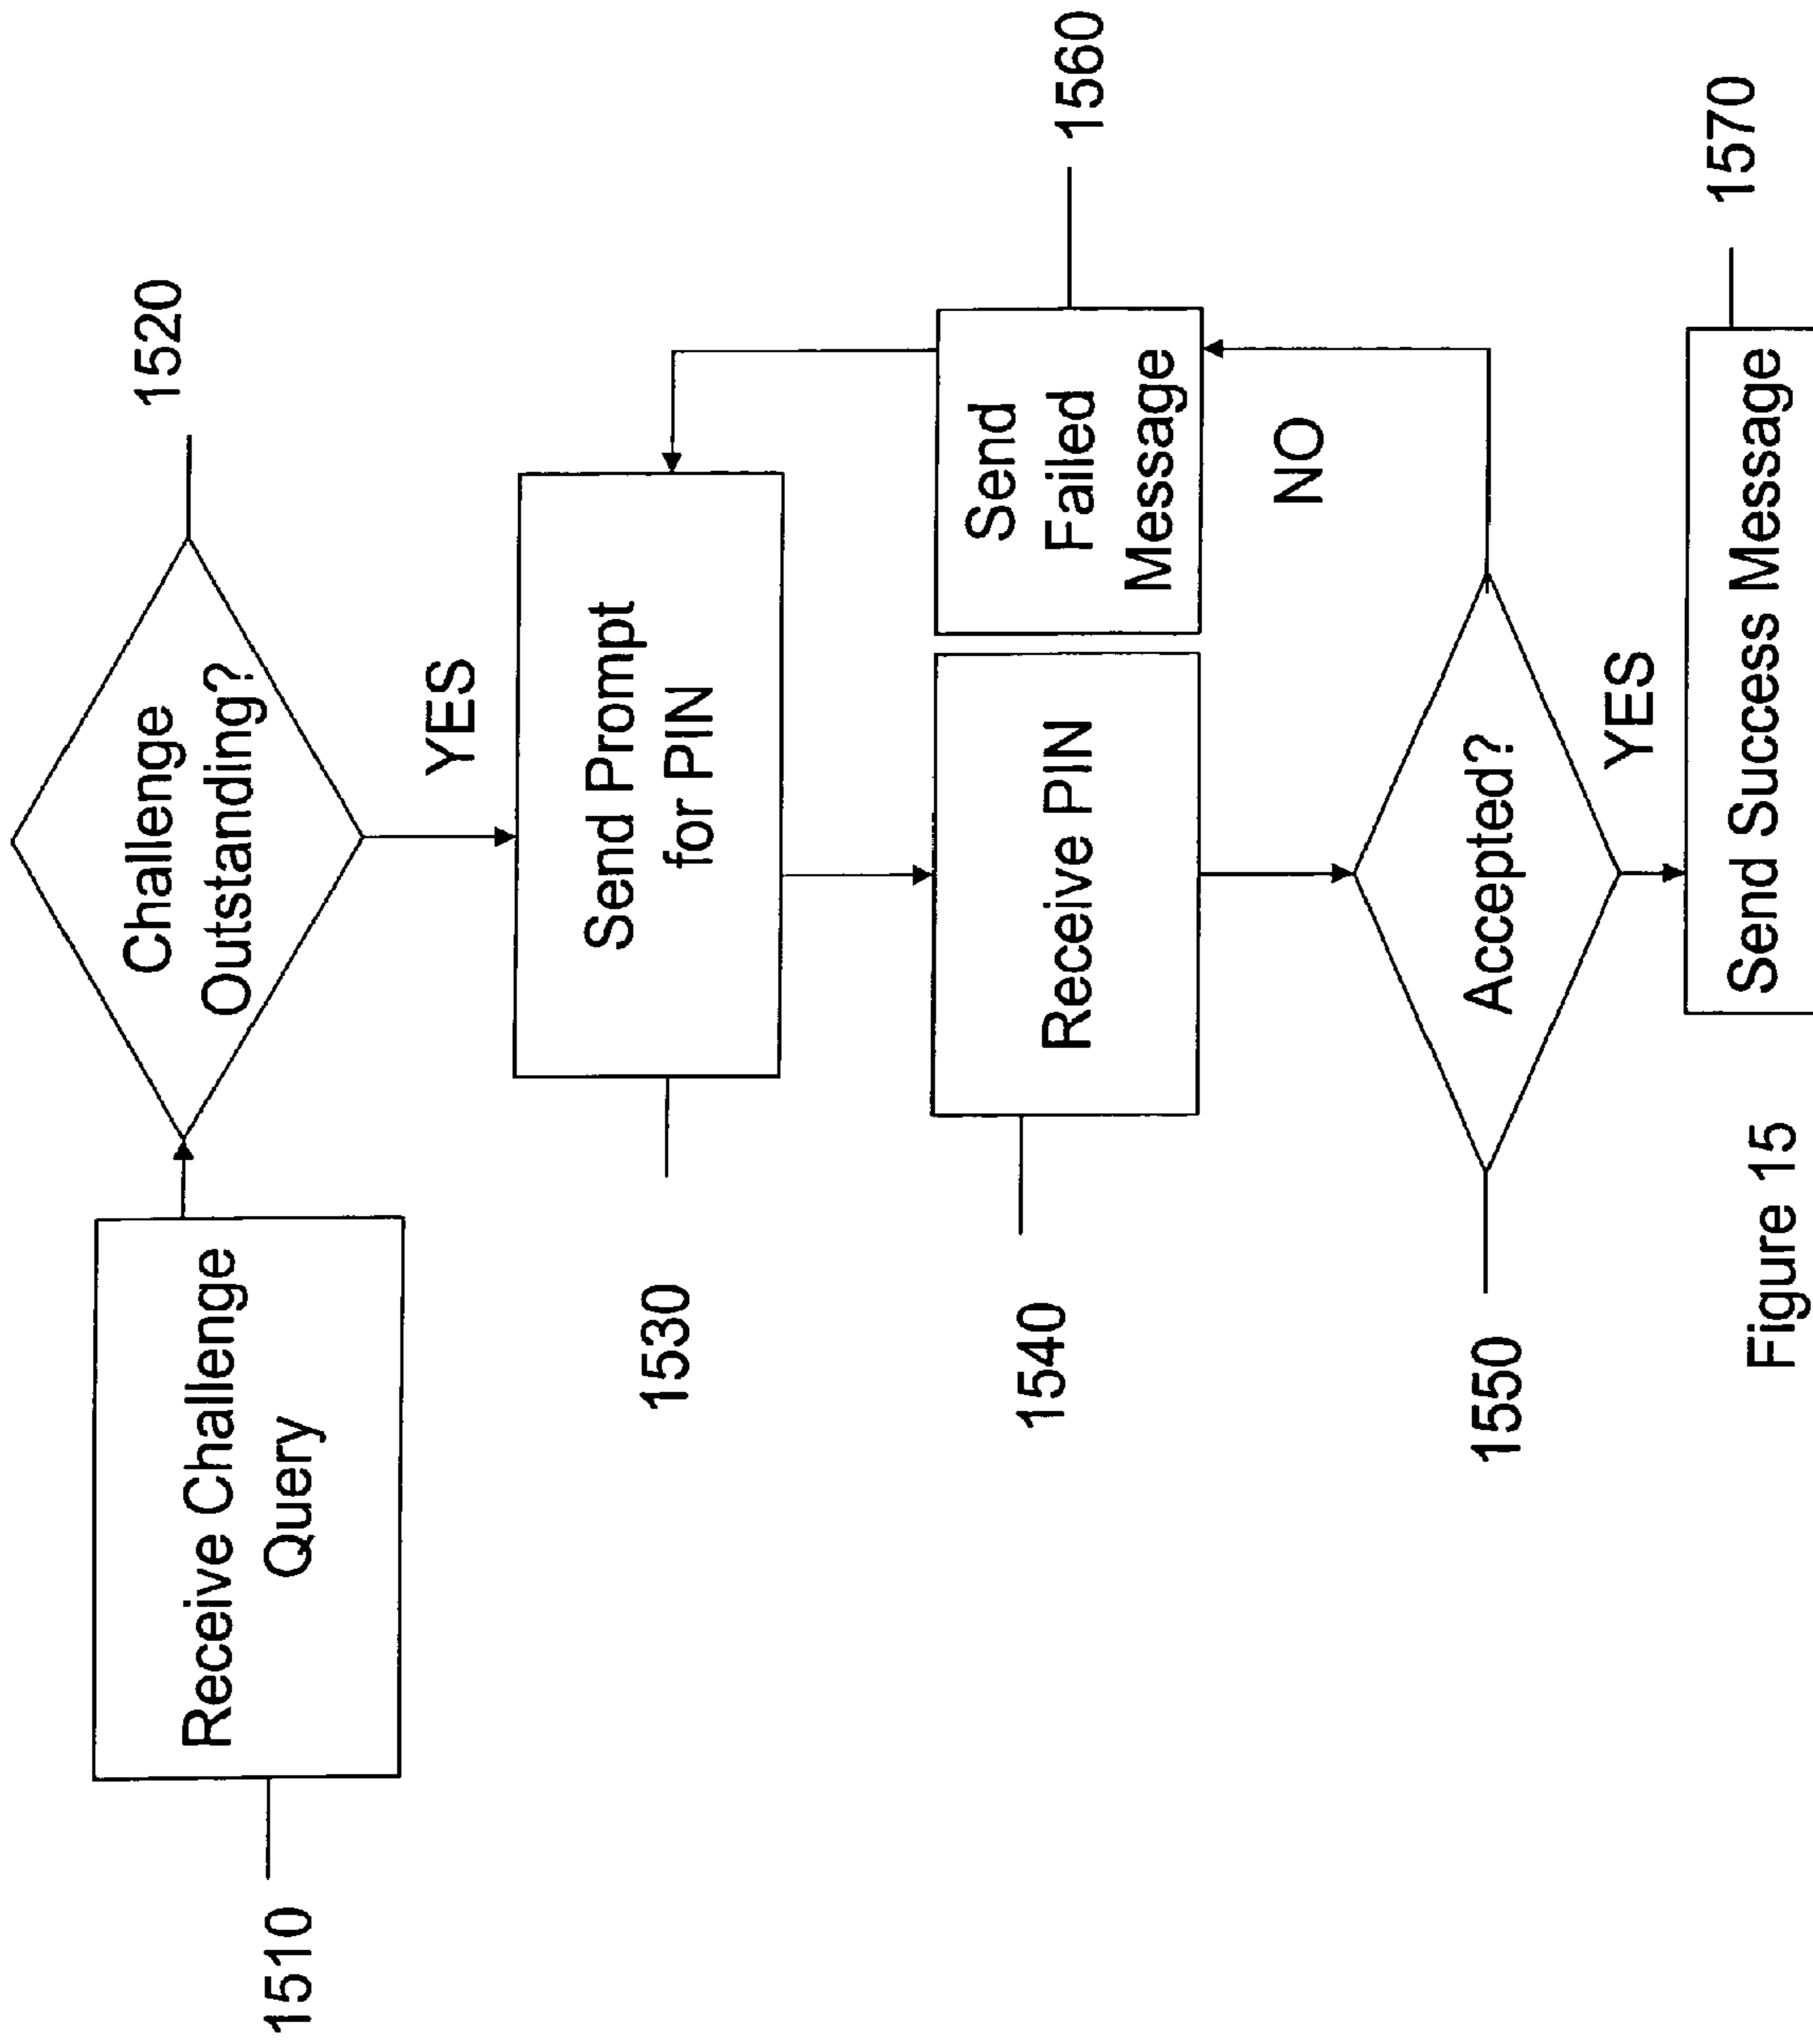 1510
Receive Challenge
Query
Challenge
Outstanding?
1520
YES
1530
Send Prompt
for PIN
1540
Receive PIN
Send
Failed
Message
1560
NO
1550
Accepted?
YES
Send Success Message
1570
Figure 15